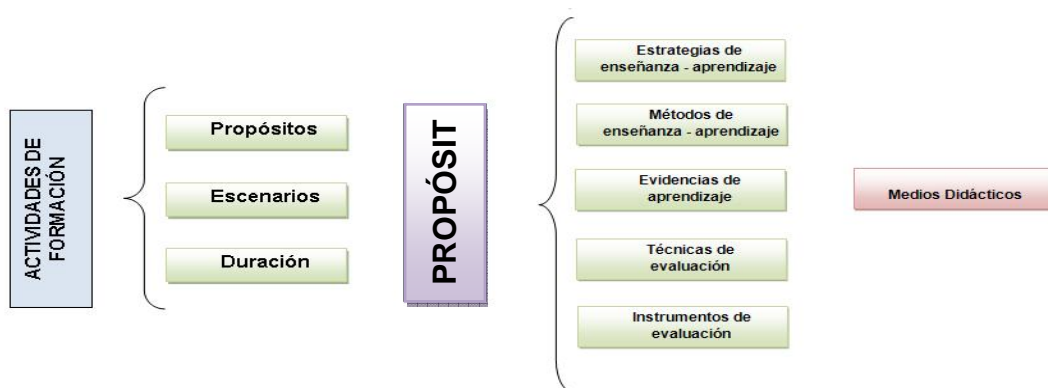 ACTIVIDADES DE
FORMACIÓN
Propósitos
Escenarios
Duración
PROPÓSIT
Estrategias de
enseñanza - aprendizaje
Métodos de
enseñanza - aprendizaje
Evidencias de
aprendizaje
Técnicas de
evaluación
Instrumentos de
evaluación
Medios Didácticos